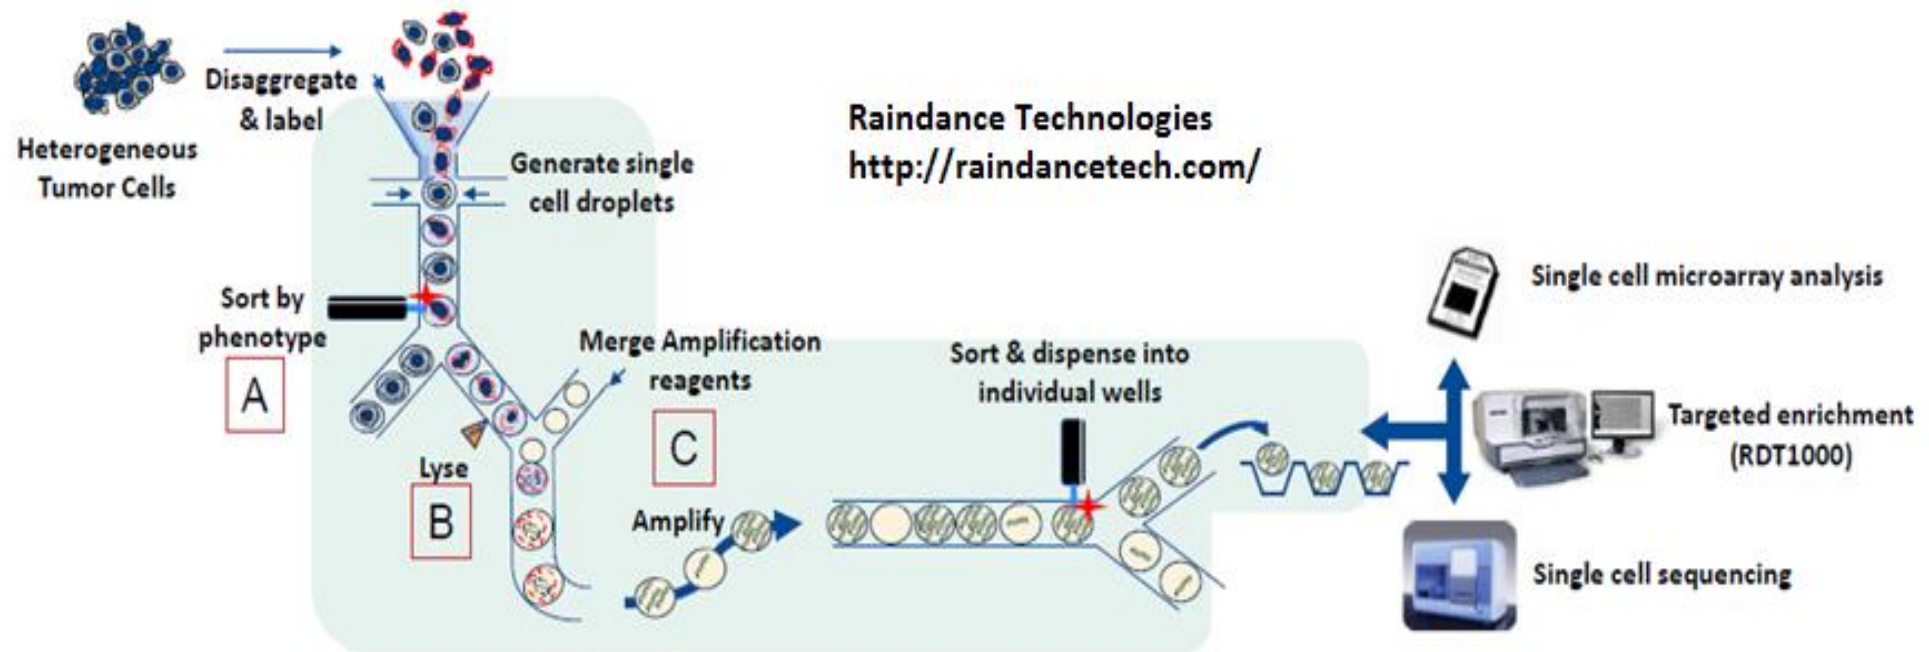 Heterogeneous
Tumor Cells
Disaggregate
& label
Generate single
cell droplets
Raindance Technologies
http://raindancetech.com/
Sort by
phenotype
A
Lyse
B
Merge Amplification
reagents
C
Amplify
Sort & dispense into
individual wells
Single cell microarray analysis
Targeted enrichment
(RDT1000)
Single cell sequencing